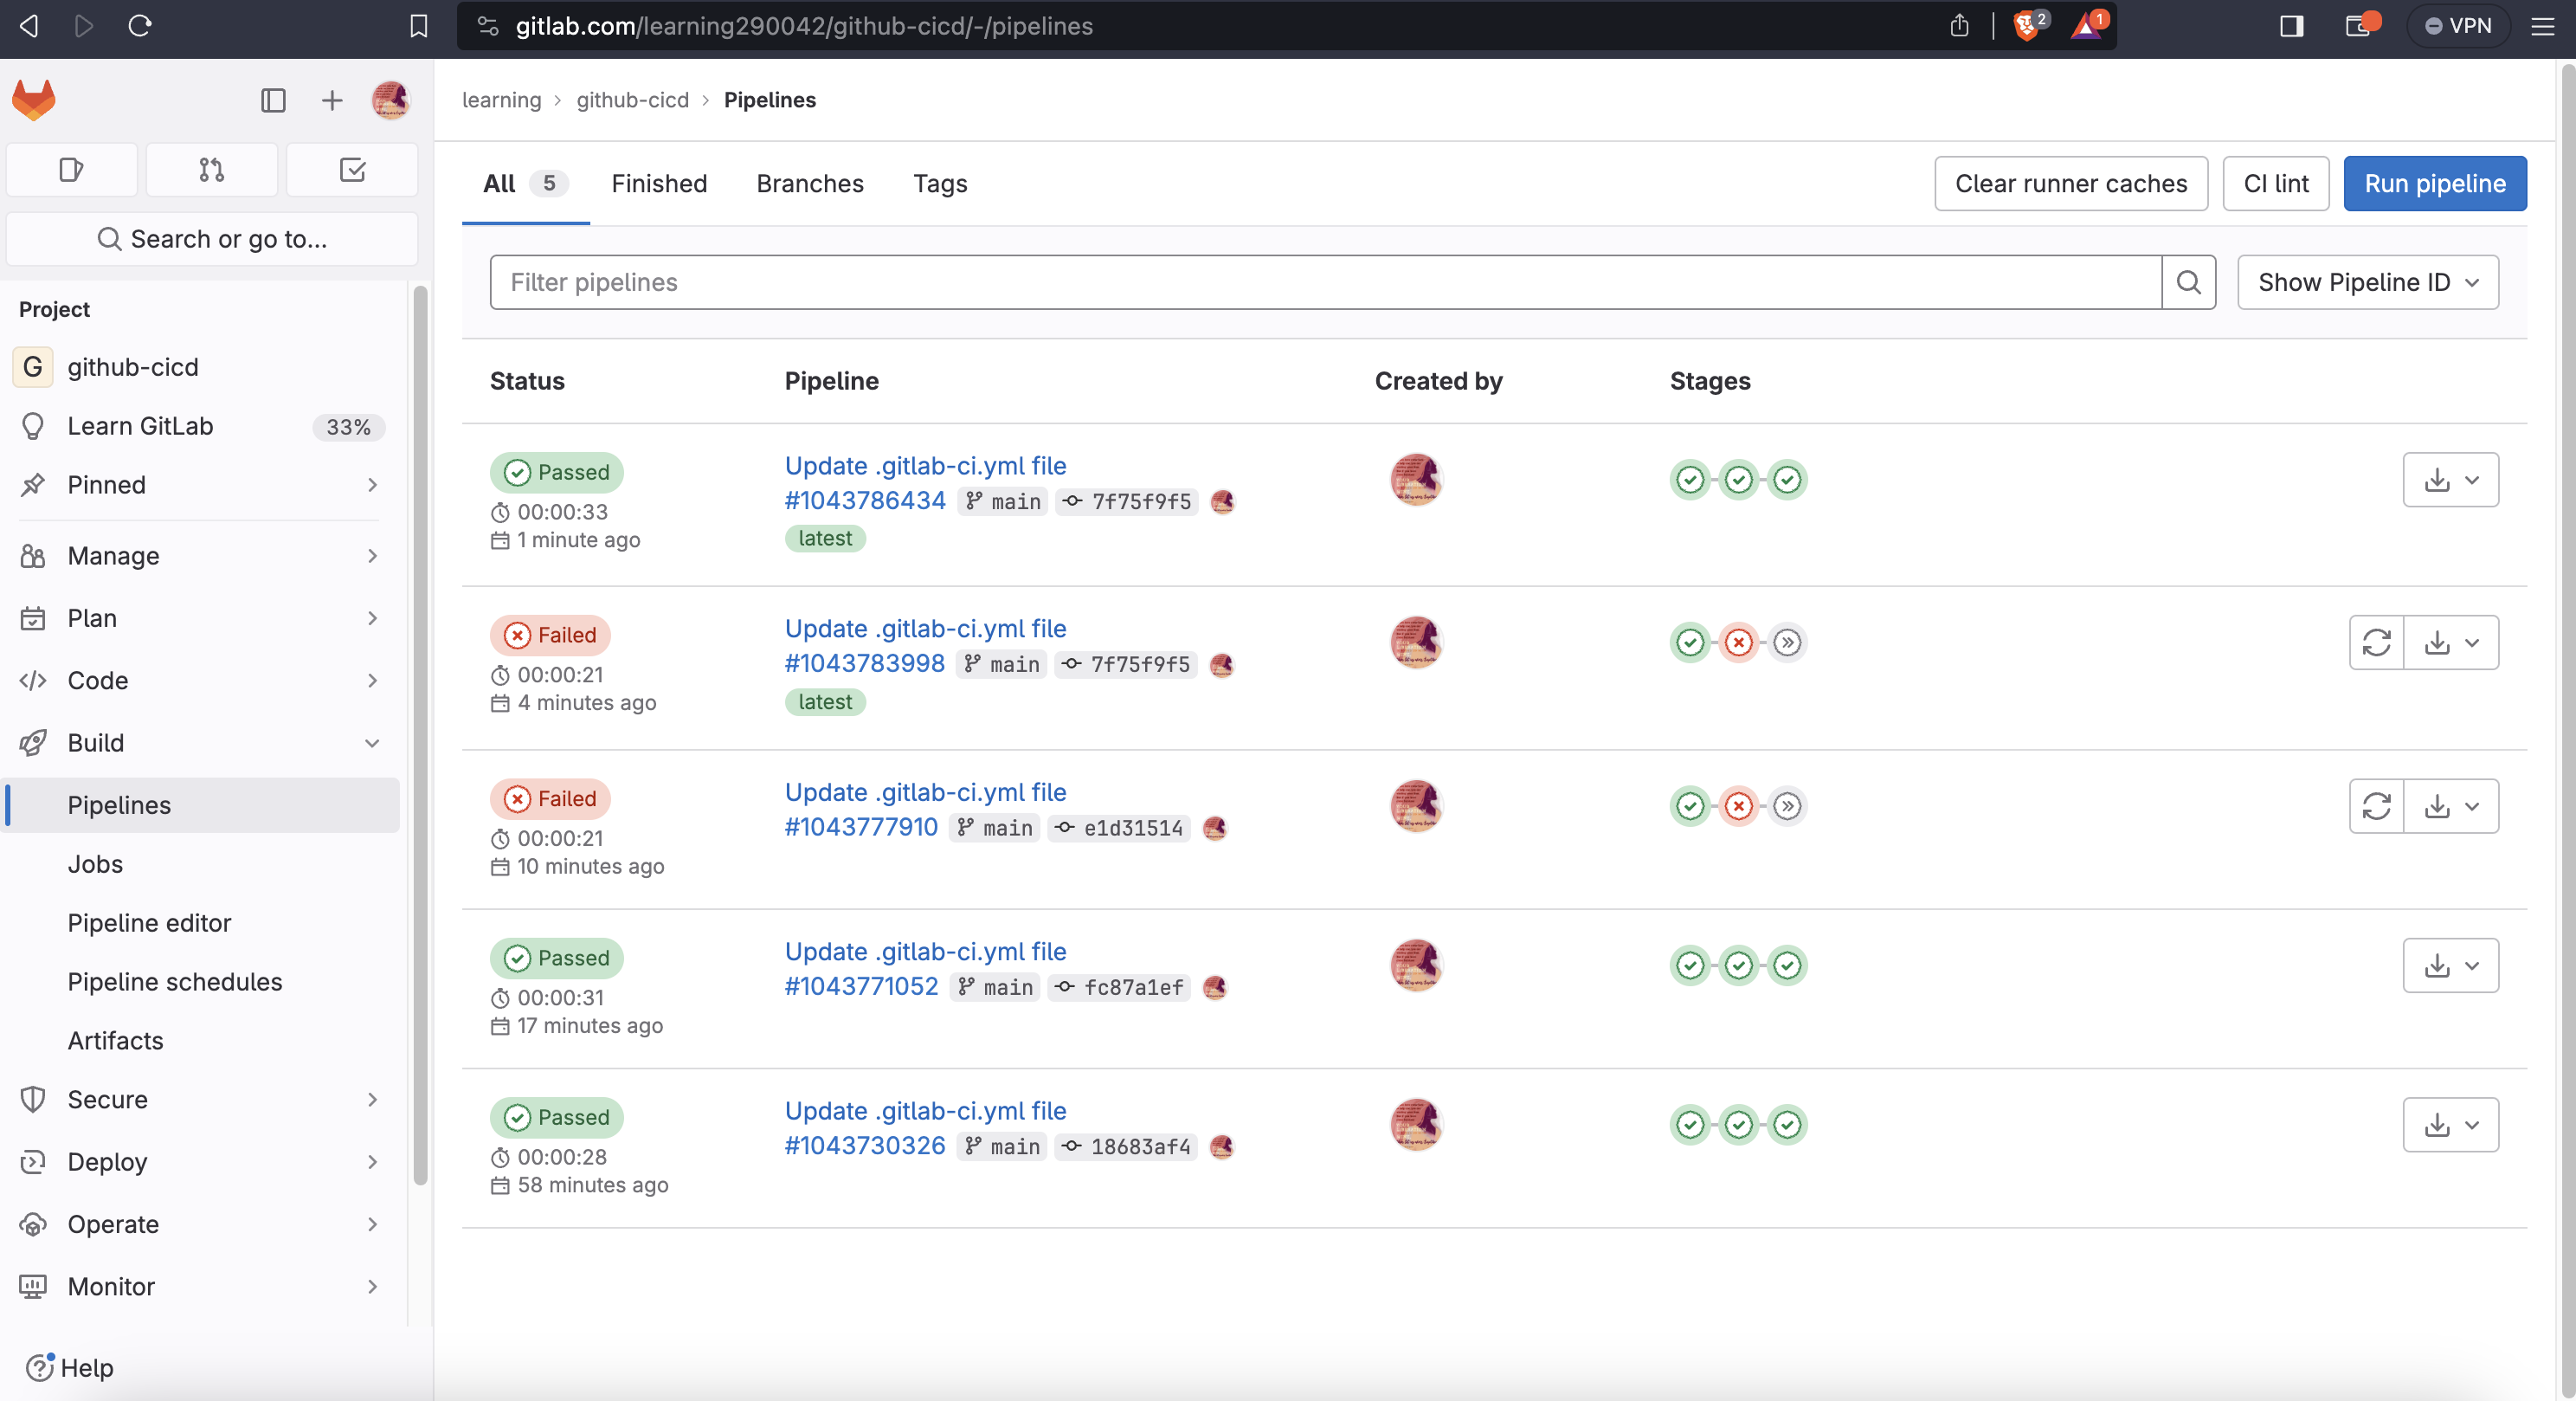 gitlab.com/learning290042/github-cicd/-/pipelines
2
1
VPN
learning › github-cicd › Pipelines
All 5 Finished Branches Tags
Clear runner caches CI lint Run pipeline
Search or go to...
Filter pipelines
Show Pipeline ID
Project
G github-cicd
Learn GitLab 33%
Pinned
Manage
Plan
Code
Build
Pipelines
Jobs
Pipeline editor
Pipeline schedules
Artifacts
Secure
Deploy
Operate
Monitor
Help
Status Pipeline Created by Stages
Passed
00:00:33
1 minute ago
Update .gitlab-ci.yml file
#1043786434 main 7f75f9f5
latest
Failed
00:00:21
4 minutes ago
Update .gitlab-ci.yml file
#1043783998 main 7f75f9f5
latest
Failed
00:00:21
10 minutes ago
Update .gitlab-ci.yml file
#1043777910 main e1d31514
Passed
00:00:31
17 minutes ago
Update .gitlab-ci.yml file
#1043771052 main fc87a1ef
Passed
00:00:28
58 minutes ago
Update .gitlab-ci.yml file
#1043730326 main 18683af4